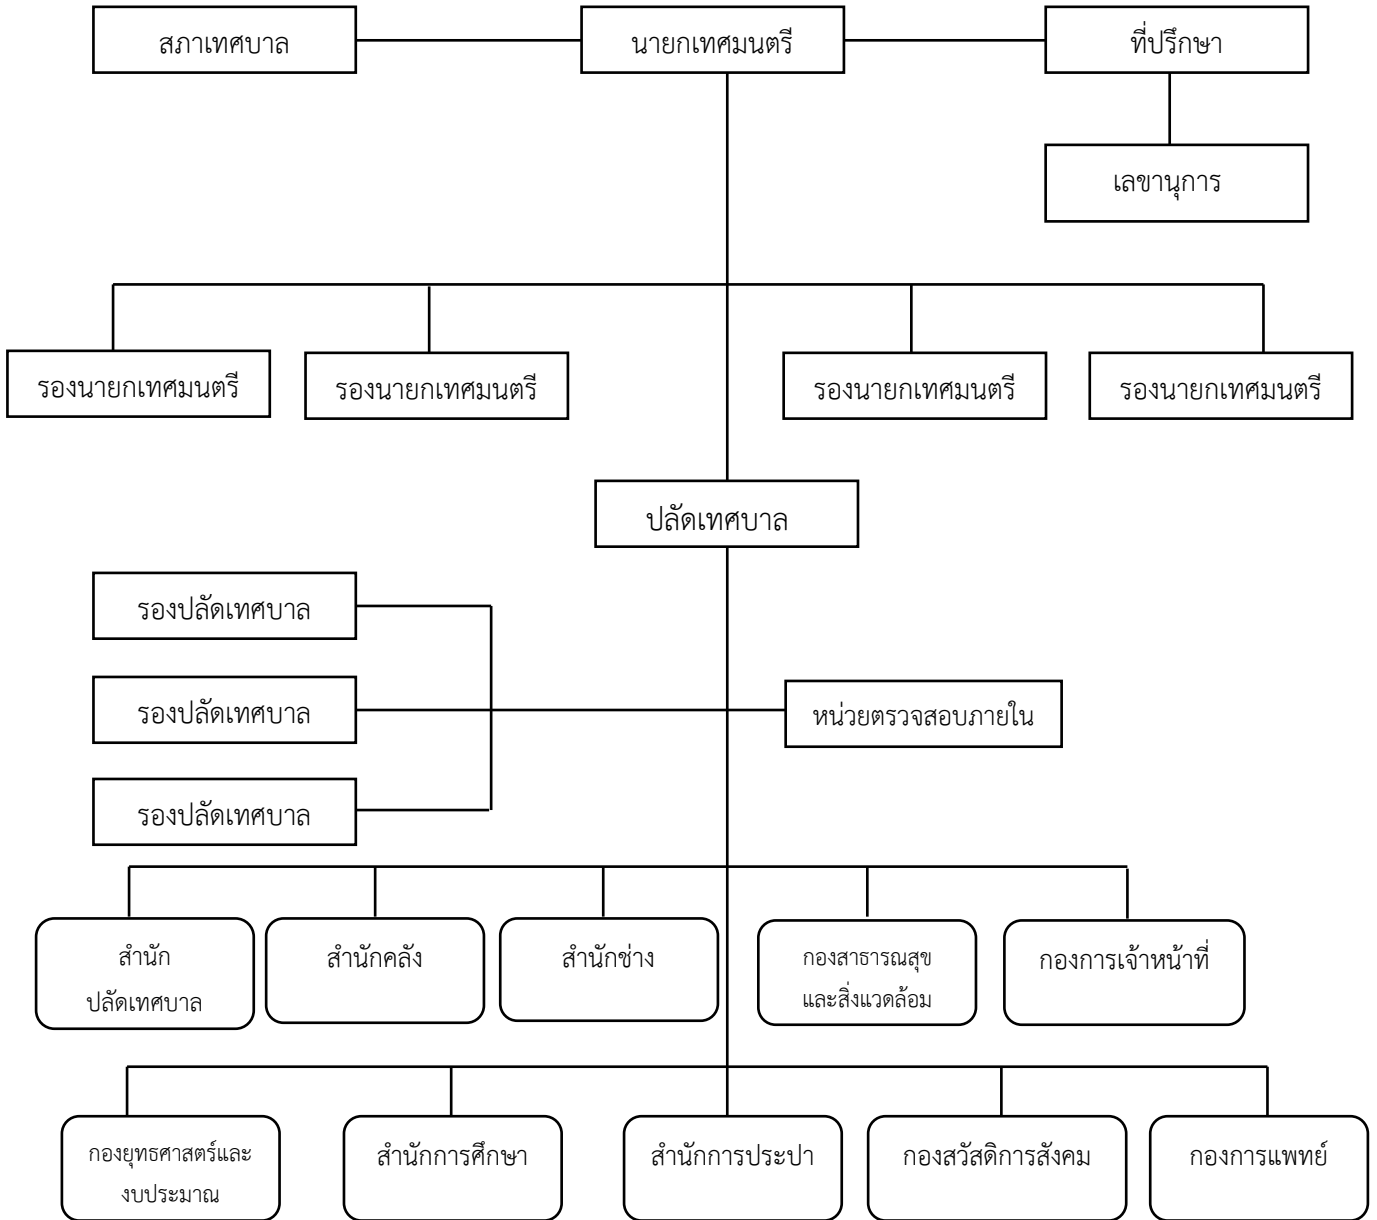 สภาเทศบาล
นายกเทศมนตรี
ที่ปรึกษา
เลขานุการ
รองนายกเทศมนตรี
รองนายกเทศมนตรี
รองนายกเทศมนตรี
รองนายกเทศมนตรี
ปลัดเทศบาล
รองปลัดเทศบาล
รองปลัดเทศบาล
หน่วยตรวจสอบภายใน
รองปลัดเทศบาล
สำนัก
ปลัดเทศบาล
สำนักคลัง
สำนักช่าง
กองสาธารณสุข
และสิ่งแวดล้อม
กองการเจ้าหน้าที่
กองยุทธศาสตร์และ
งบประมาณ
สำนักการศึกษา
สำนักการประปา
กองสวัสดิการสังคม
กองการแพทย์